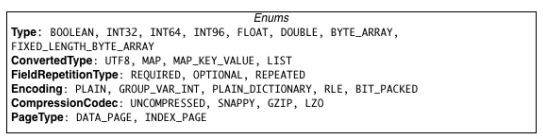 Enums
Type: BOOLEAN, INT32, INT64, INT96, FLOAT, DOUBLE, BYTE_ARRAY,
FIXED_LENGTH_BYTE_ARRAY
ConvertedType: UTF8, MAP, MAP_KEY_VALUE, LIST
FieldRepetitionType: REQUIRED, OPTIONAL, REPEATED
Encoding: PLAIN, GROUP_VAR_INT, PLAIN_DICTIONARY, RLE, BIT_PACKED
CompressionCodec: UNCOMPRESSED, SNAPPY, GZIP, LZO
PageType: DATA_PAGE, INDEX_PAGE